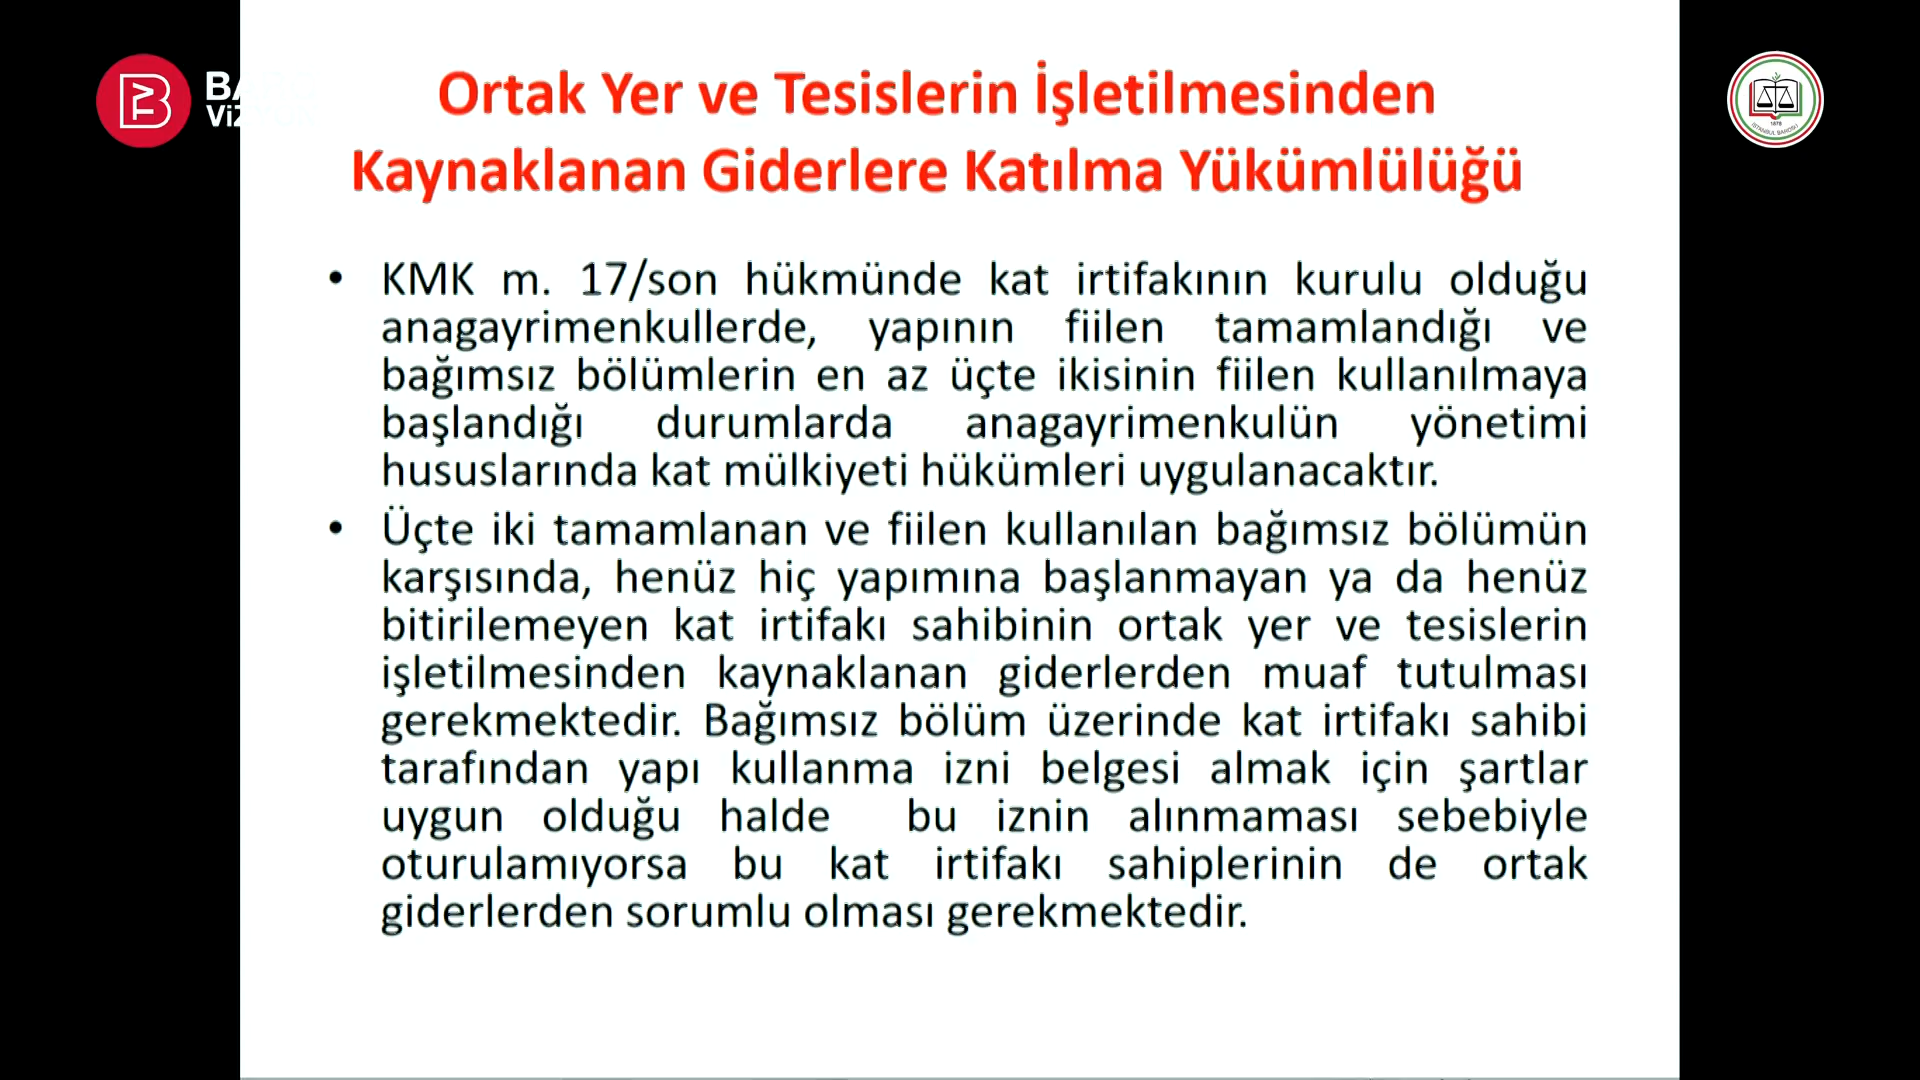 Ortak Yer ve Tesislerin İşletilmesinden
Kaynaklanan Giderlere Katılma Yükümlülüğü
• KMK m. 17/son hükmünde kat irtifakının kurulu olduğu
anagayrimenkullerde, yapının fiilen tamamlandığı ve
bağımsız bölümlerin en az üçte ikisinin fiilen kullanılmaya
başlandığı durumlarda anagayrimenkulün yönetimi
hususlarında kat mülkiyeti hükümleri uygulanacaktır.
• Üçte iki tamamlanan ve fiilen kullanılan bağımsız bölümün
karşısında, henüz hiç yapımına başlanmayan ya da henüz
bitirilemeyen kat irtifakı sahibinin ortak yer ve tesislerin
işletilmesinden kaynaklanan giderlerden muaf tutulması
gerekmektedir. Bağımsız bölüm üzerinde kat irtifakı sahibi
tarafından yapı kullanma izni belgesi almak için şartlar
uygun olduğu halde bu iznin alınmaması sebebiyle
oturulamıyorsa bu kat irtifakı sahiplerinin de ortak
giderlerden sorumlu olması gerekmektedir.
1878
İSTANBUL BAROSU